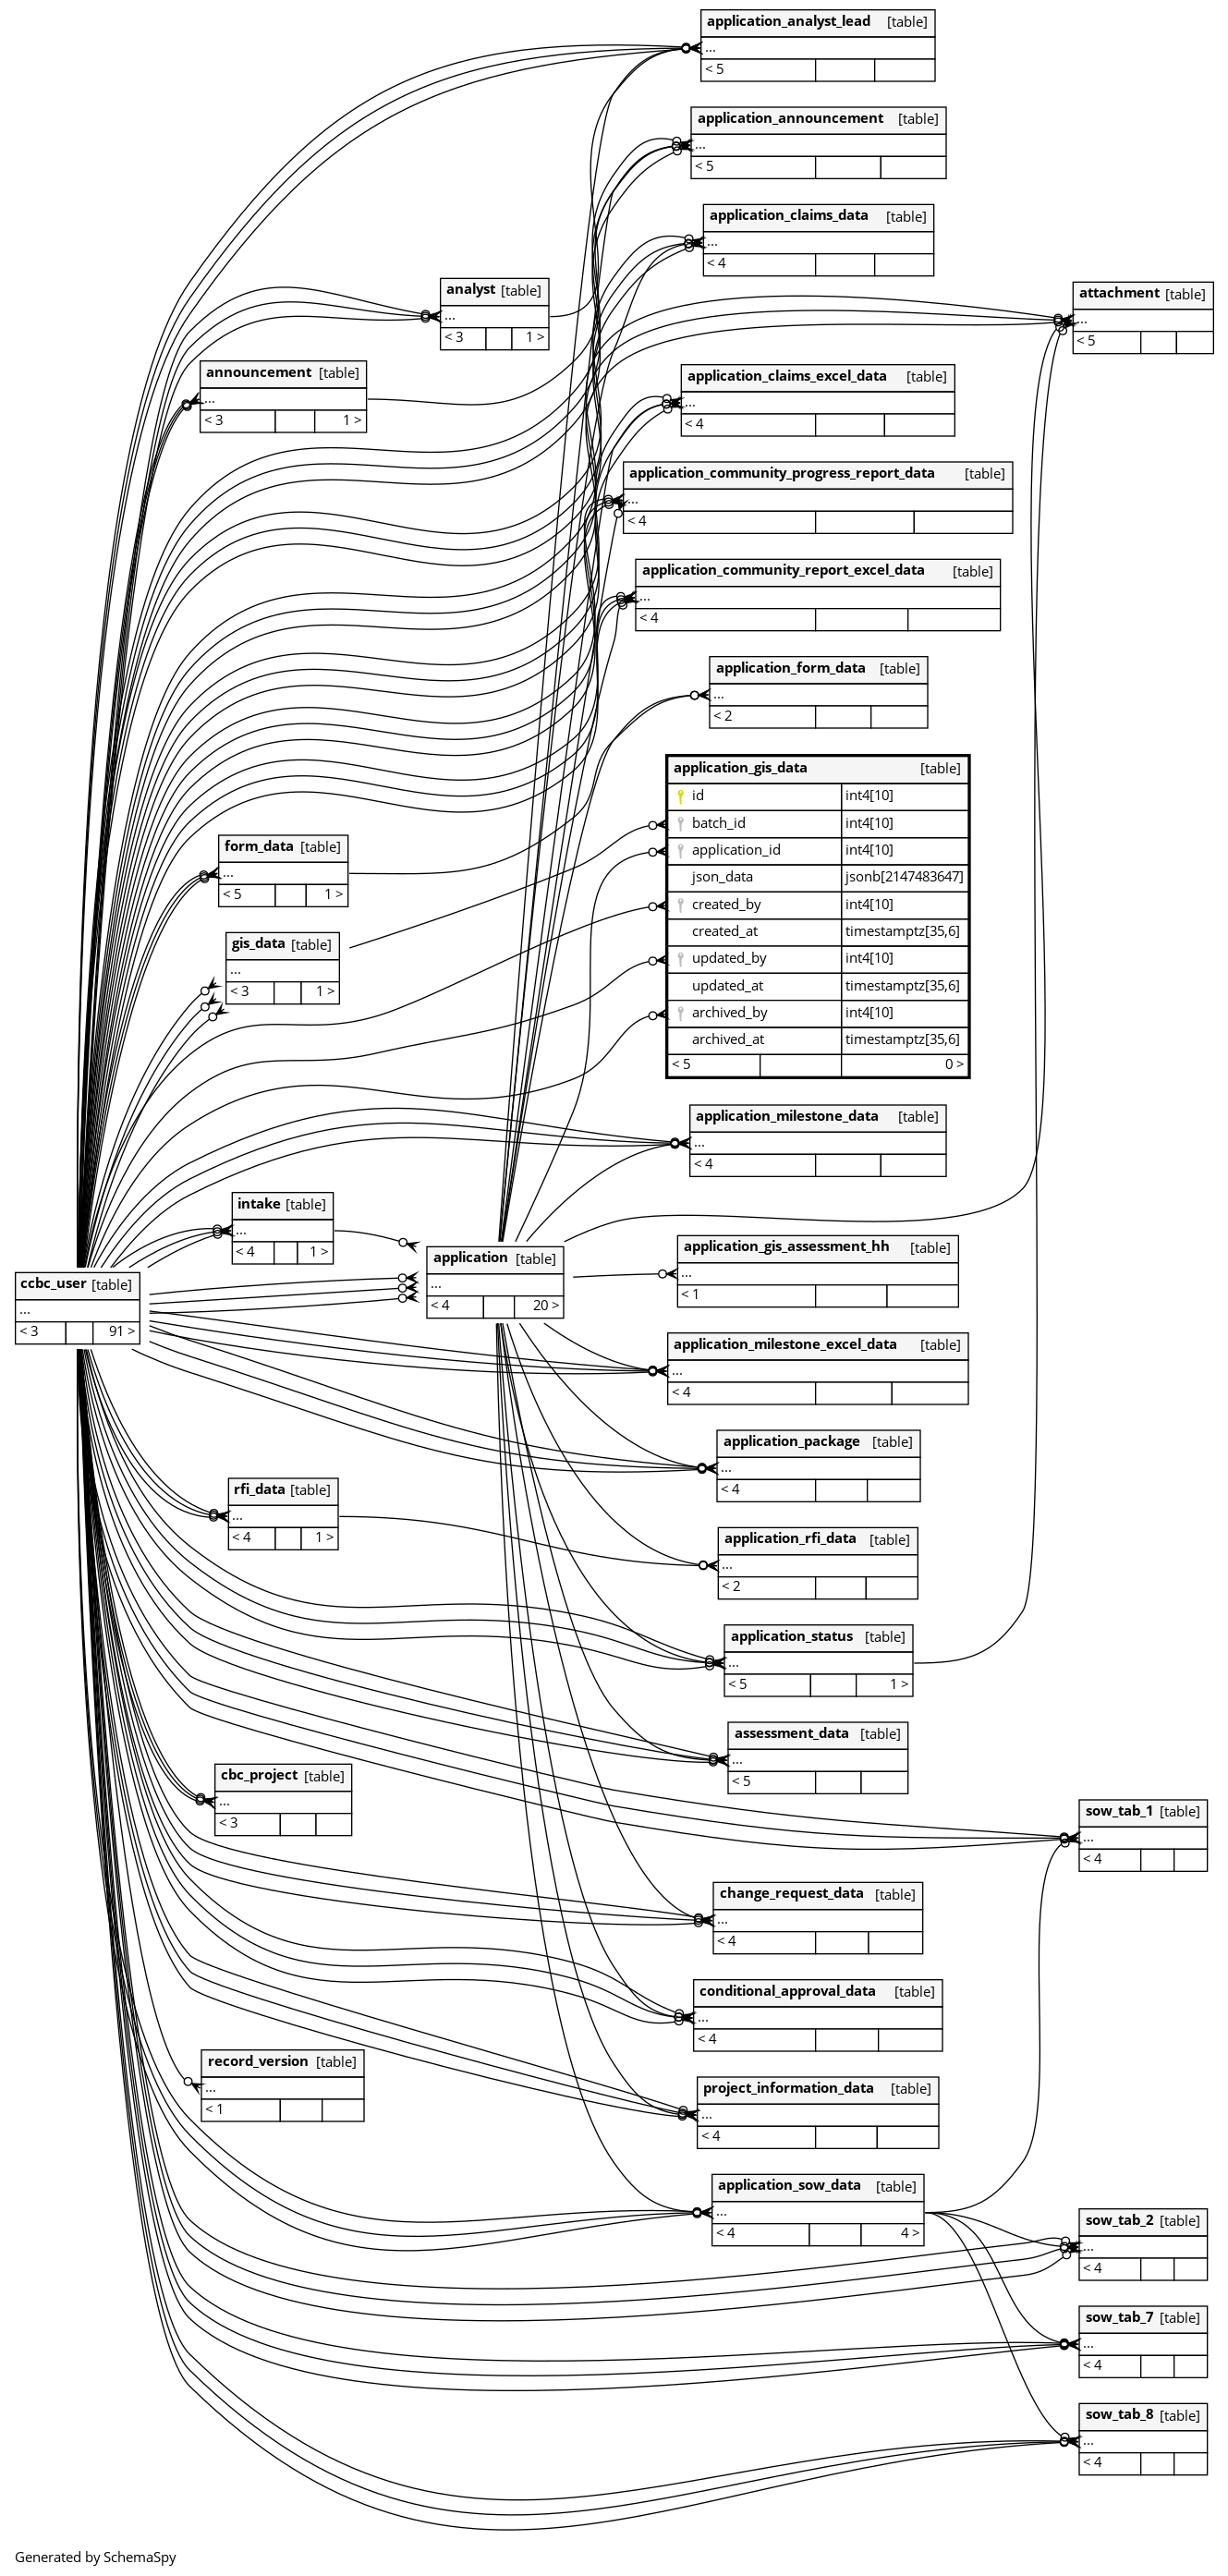 application_analyst_lead [table]
...
< 5
application_announcement [table]
...
< 5
application_claims_data [table]
...
< 4
analyst [table]
...
< 3 1 >
attachment [table]
...
< 5
announcement [table]
...
< 3 1 >
application_claims_excel_data [table]
...
< 4
application_community_progress_report_data [table]
...
< 4
application_community_report_excel_data [table]
...
< 4
application_form_data [table]
...
< 2
application_gis_data [table]
id int4[10]
batch_id int4[10]
application_id int4[10]
json_data jsonb[2147483647]
created_by int4[10]
created_at timestamptz[35,6]
updated_by int4[10]
updated_at timestamptz[35,6]
archived_by int4[10]
archived_at timestamptz[35,6]
< 5 0 >
form_data [table]
...
< 5 1 >
gis_data [table]
...
< 3 1 >
application_milestone_data [table]
...
< 4
intake [table]
...
< 4 1 >
application [table]
...
< 4 20 >
application_gis_assessment_hh [table]
...
< 1
ccbc_user [table]
...
< 3 91 >
application_milestone_excel_data [table]
...
< 4
application_package [table]
...
< 4
rfi_data [table]
...
< 4 1 >
application_rfi_data [table]
...
< 2
application_status [table]
...
< 5 1 >
assessment_data [table]
...
< 5
cbc_project [table]
...
< 3
sow_tab_1 [table]
...
< 4
change_request_data [table]
...
< 4
conditional_approval_data [table]
...
< 4
record_version [table]
...
< 1
project_information_data [table]
...
< 4
application_sow_data [table]
...
< 4 4 >
sow_tab_2 [table]
...
< 4
sow_tab_7 [table]
...
< 4
sow_tab_8 [table]
...
< 4
Generated by SchemaSpy